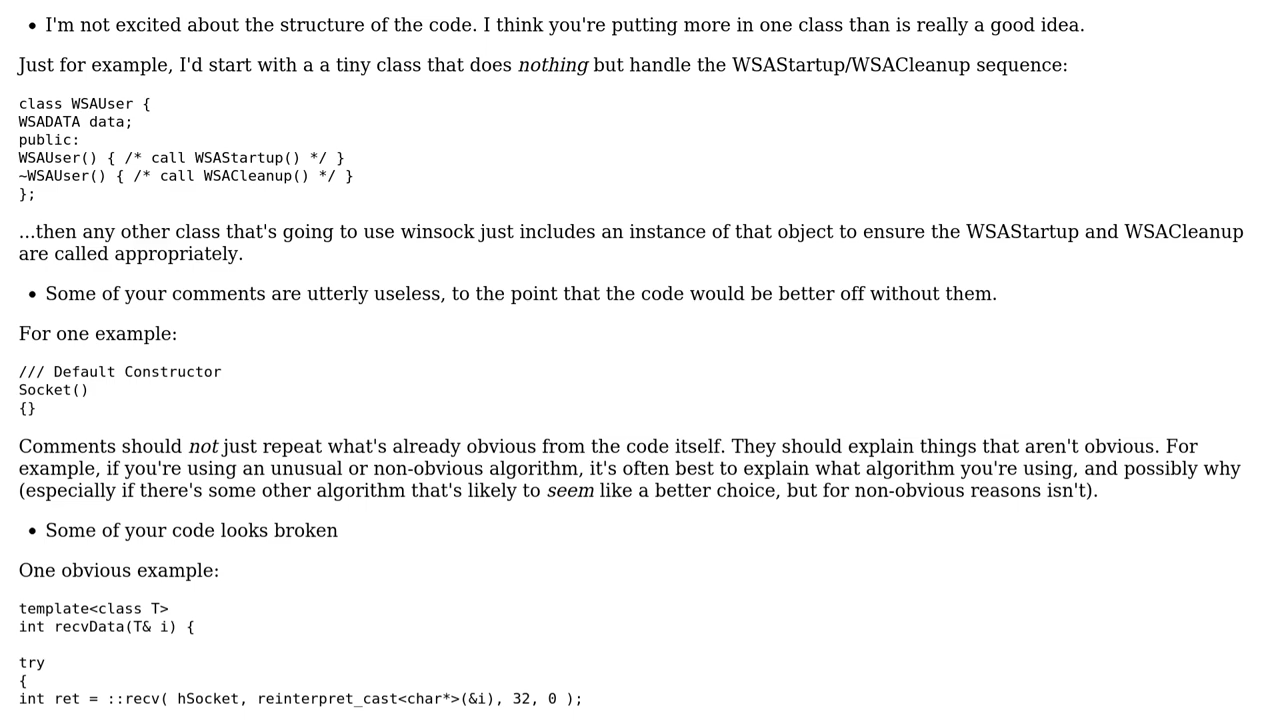 • I'm not excited about the structure of the code. I think you're putting more in one class than is really a good idea.
Just for example, I'd start with a a tiny class that does nothing but handle the WSAStartup/WSACleanup sequence:
class WSAUser {
WSADATA data;
public:
WSAUser() { /* call WSAStartup() */ }
~WSAUser() { /* call WSACleanup() */ }
};
...then any other class that's going to use winsock just includes an instance of that object to ensure the WSAStartup and WSACleanup
are called appropriately.
• Some of your comments are utterly useless, to the point that the code would be better off without them.
For one example:
/// Default Constructor
Socket()
{}
Comments should not just repeat what's already obvious from the code itself. They should explain things that aren't obvious. For
example, if you're using an unusual or non-obvious algorithm, it's often best to explain what algorithm you're using, and possibly why
(especially if there's some other algorithm that's likely to seem like a better choice, but for non-obvious reasons isn't).
• Some of your code looks broken
One obvious example:
template<class T>
int recvData(T& i) {
try
{
int ret = ::recv( hSocket, reinterpret_cast<char*>(&i), 32, 0 );